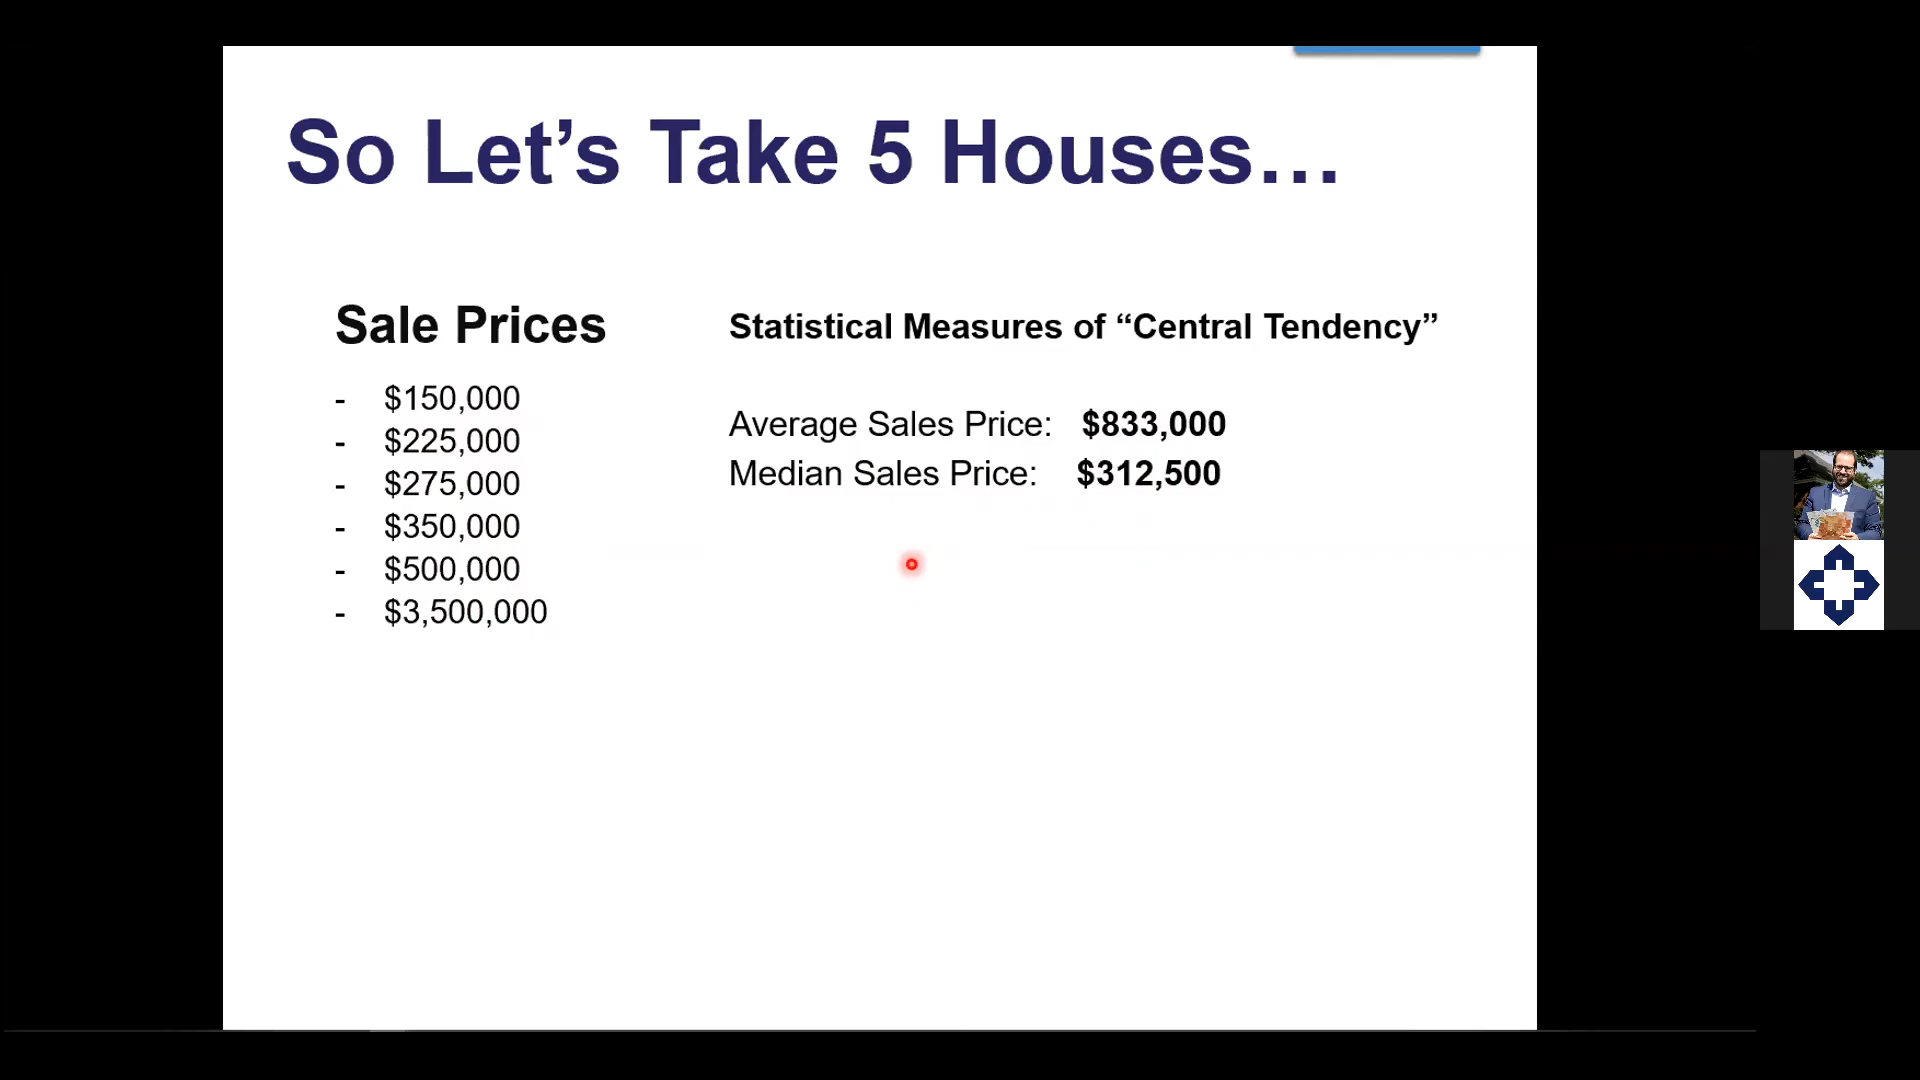 So Let’s Take 5 Houses…
Sale Prices
- $150,000
- $225,000
- $275,000
- $350,000
- $500,000
- $3,500,000
Statistical Measures of “Central Tendency”
Average Sales Price: $833,000
Median Sales Price: $312,500